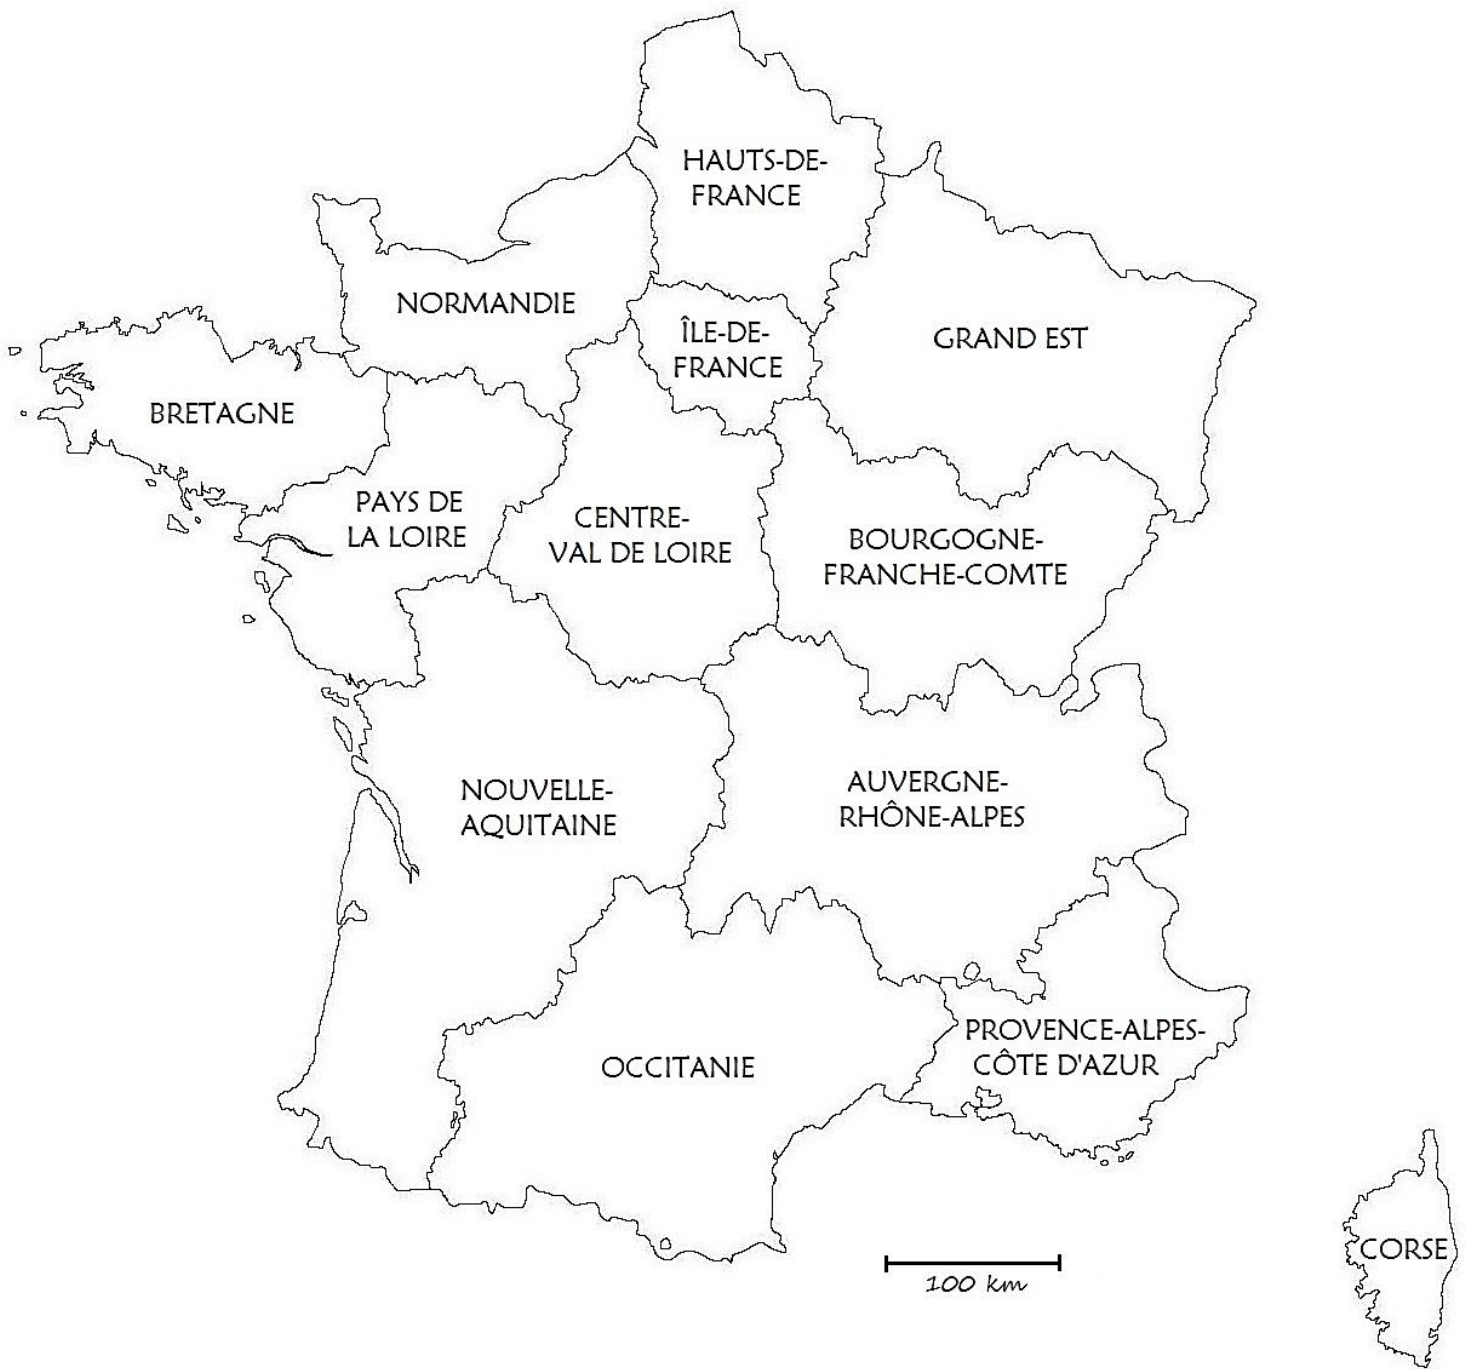 HAUTS-DE-
FRANCE
NORMANDIE
ÎLE-DE-
FRANCE
GRAND EST
BRETAGNE
PAYS DE
LA LOIRE
CENTRE-
VAL DE LOIRE
BOURGOGNE-
FRANCHE-COMTE
NOUVELLE-
AQUITAINE
AUVERGNE-
RHÔNE-ALPES
OCCITANIE
PROVENCE-ALPES-
CÔTE D'AZUR
CORSE
100 km